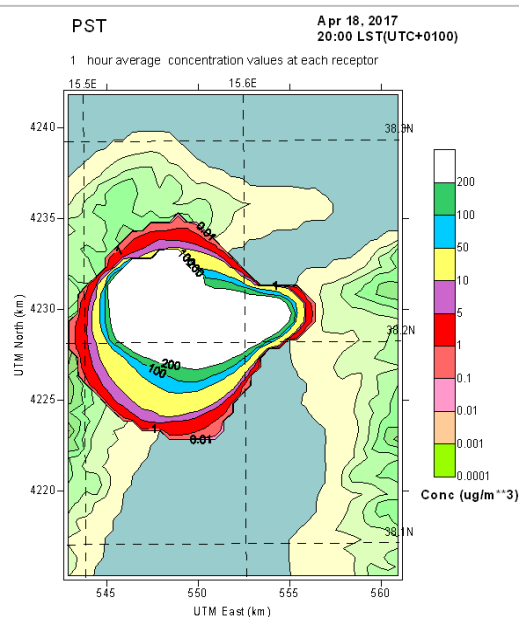 PST
Apr 18, 2017
20:00 LST(UTC+0100)
1 hour average concentration values at each receptor
15.5E 15.6E
4240
38.3N
4235
0.01
1
100
1
4230
38.2N
200
100
4225
1
0.01
4220
38.1N
545 550 555 560
UTM East (km)
UTM North (km)
200
100
50
10
5
1
0.1
0.01
0.001
0.0001
Conc (ug/m**3)